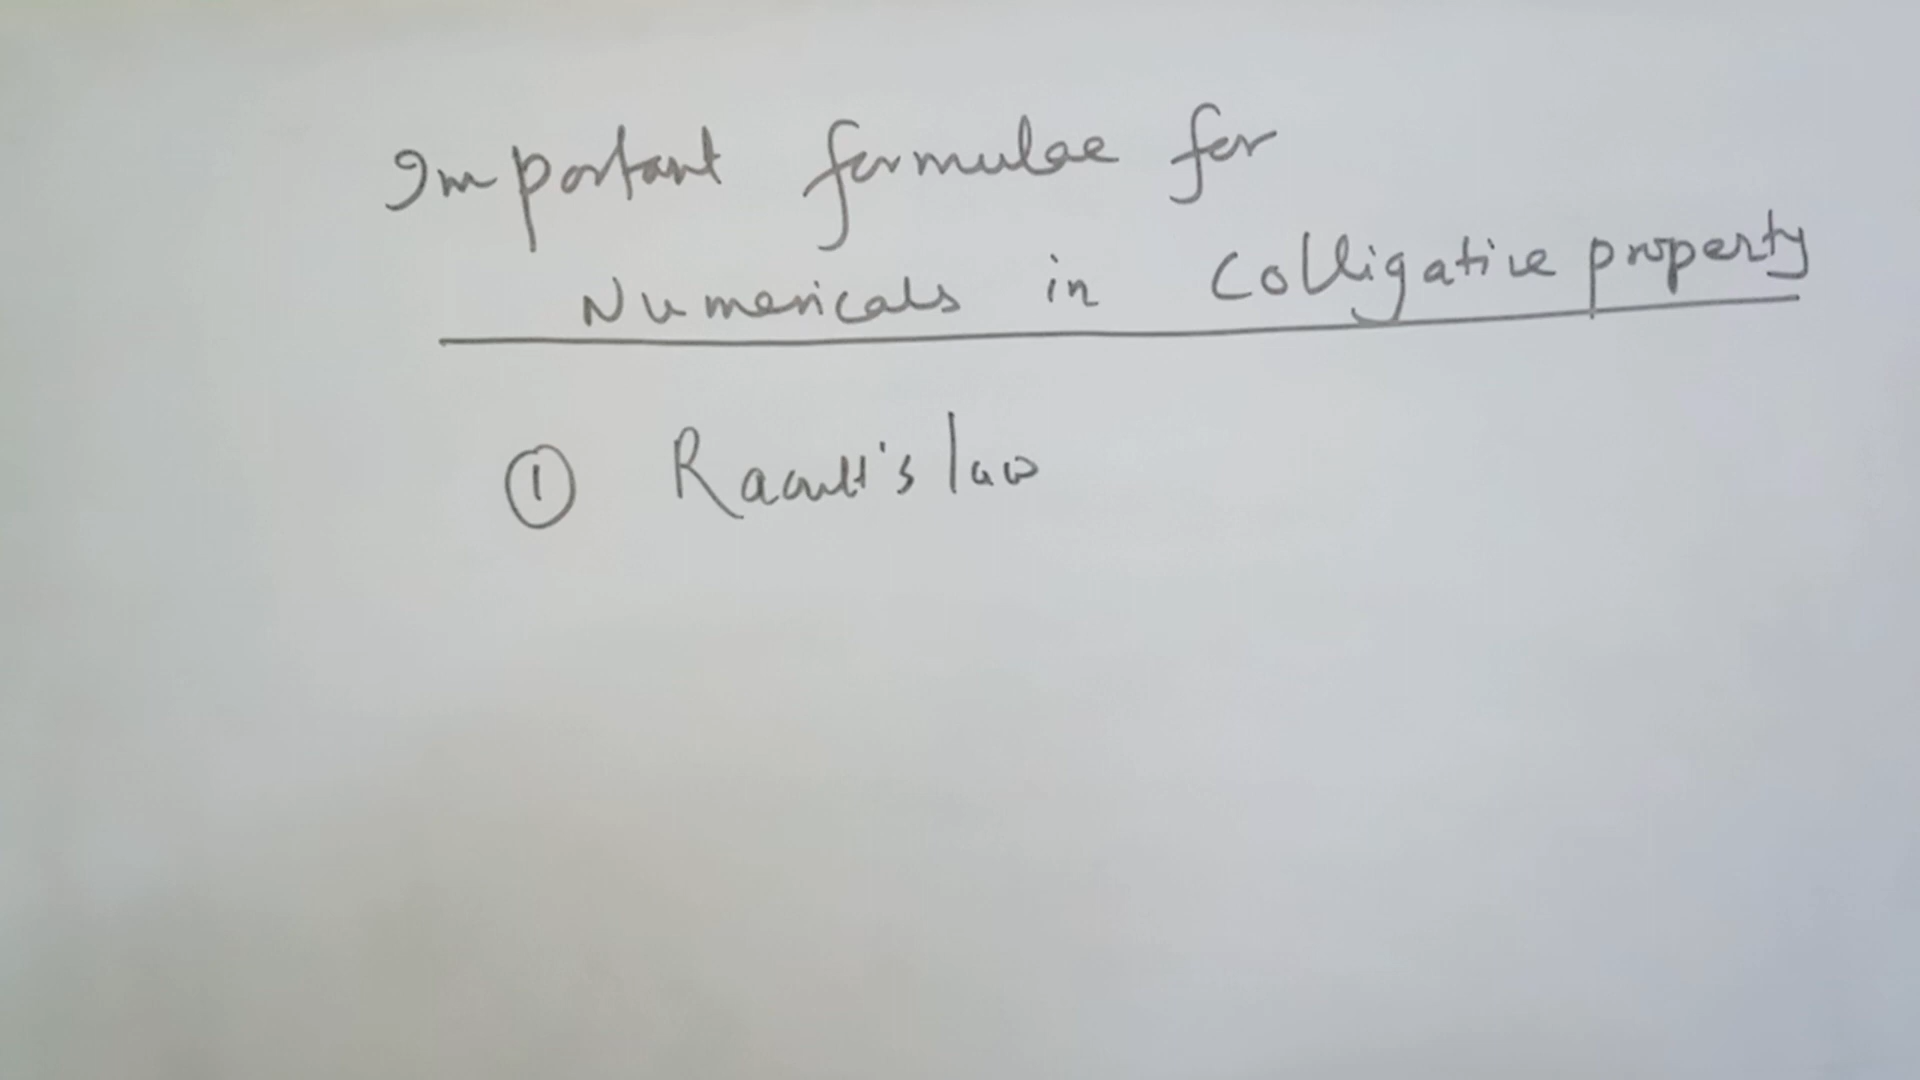 Important formulae for
Numericals in Colligative property
① Raoult's law